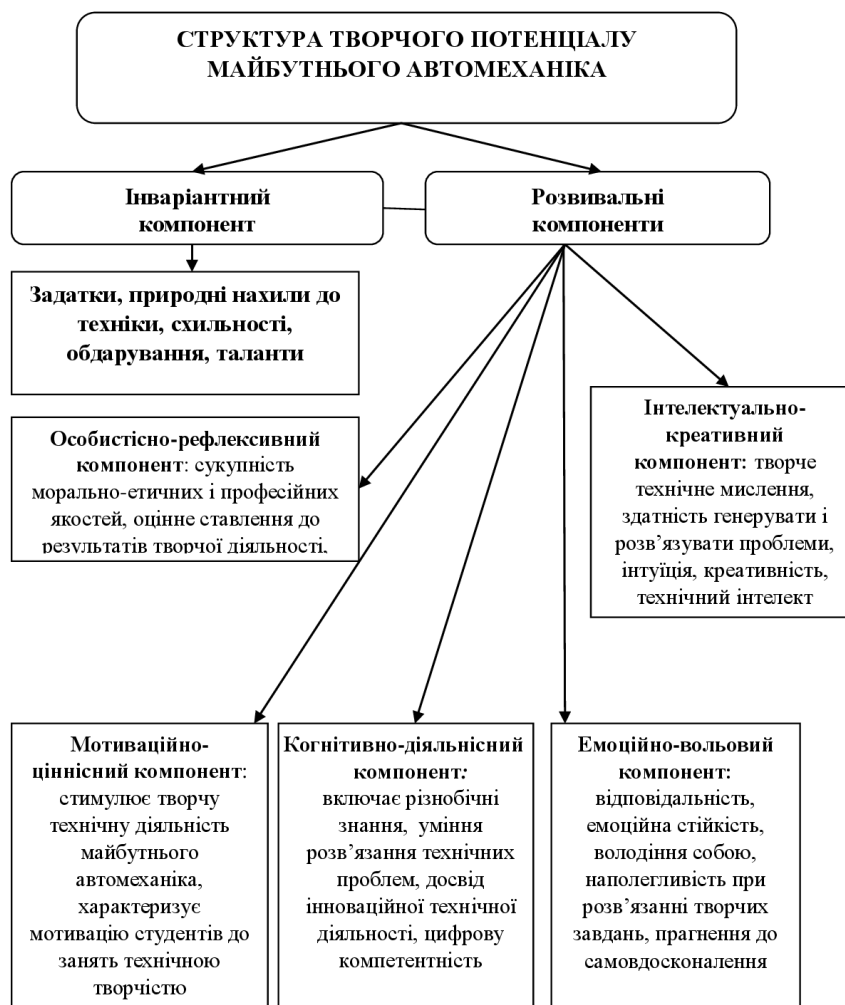 СТРУКТУРА ТВОРЧОГО ПОТЕНЦІАЛУ
МАЙБУТНЬОГО АВТОМЕХАНІКА
Інваріантний
компонент
Розвивальні
компоненти
Задатки, природні нахили до
техніки, схильності,
обдарування, таланти
Особистісно-рефлексивний
компонент: сукупність
морально-етичних і професійних
якостей, оцінне ставлення до
результатів творчої діяльності,
Інтелектуально-
креативний
компонент: творче
технічне мислення,
здатність генерувати і
розв’язувати проблеми,
інтуїція, креативність,
технічний інтелект
Мотиваційно-
ціннісний компонент:
стимулює творчу
технічну діяльність
майбутнього
автомеханіка,
характеризує
мотивацію студентів до
занять технічною
творчістю
Когнітивно-діяльнісний
компонент:
включає різнобічні
знання, уміння
розв’язання технічних
проблем, досвід
інноваційної технічної
діяльності, цифрову
компетентність
Емоційно-вольовий
компонент:
відповідальність,
емоційна стійкість,
володіння собою,
наполегливість при
розв’язанні творчих
завдань, прагнення до
самовдосконалення